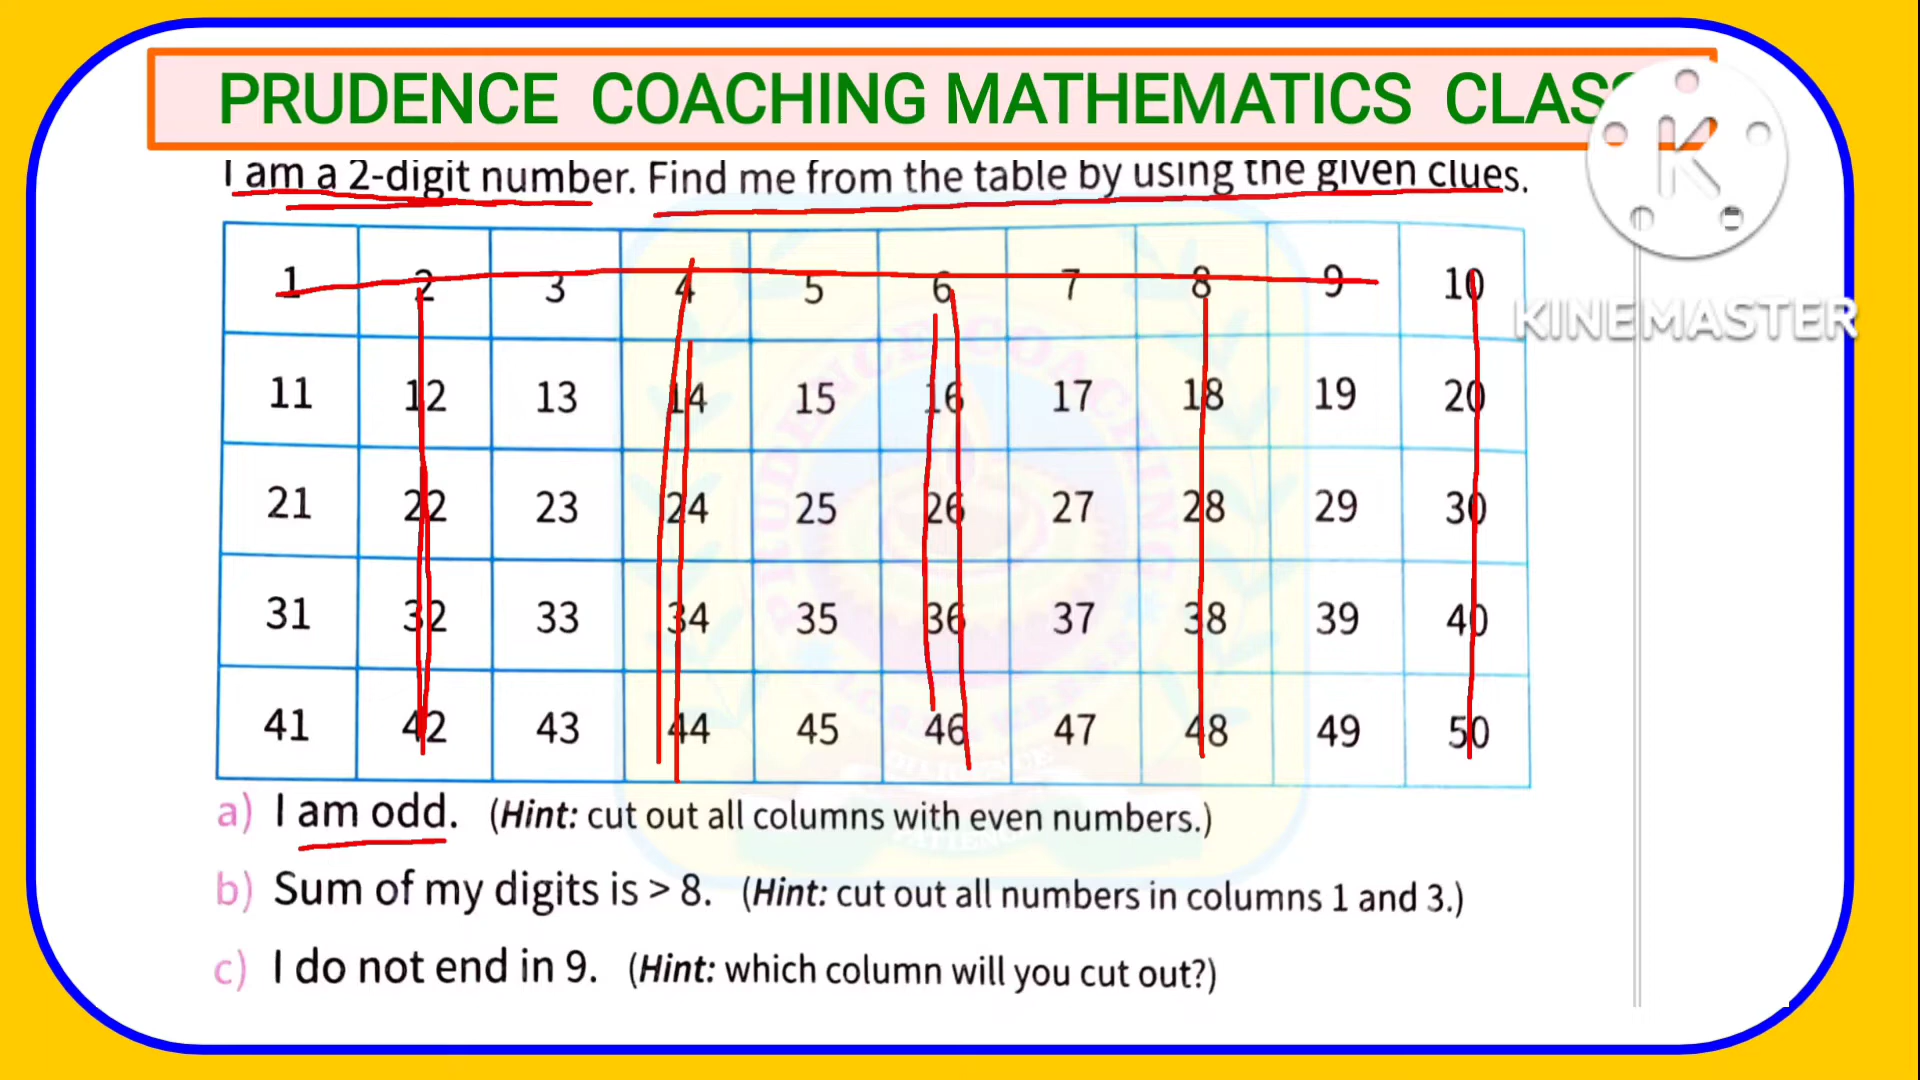 PRUDENCE COACHING MATHEMATICS CLASS
I am a 2-digit number. Find me from the table by using the given clues.
1 2 3 4 5 6 7 8 9 10
KINEMASTER
11 12 13 14 15 16 17 18 19 20
21 22 23 24 25 26 27 28 29 30
31 32 33 34 35 36 37 38 39 40
41 42 43 44 45 46 47 48 49 50
a) I am odd. (Hint: cut out all columns with even numbers.)
b) Sum of my digits is > 8. (Hint: cut out all numbers in columns 1 and 3.)
c) I do not end in 9. (Hint: which column will you cut out?)